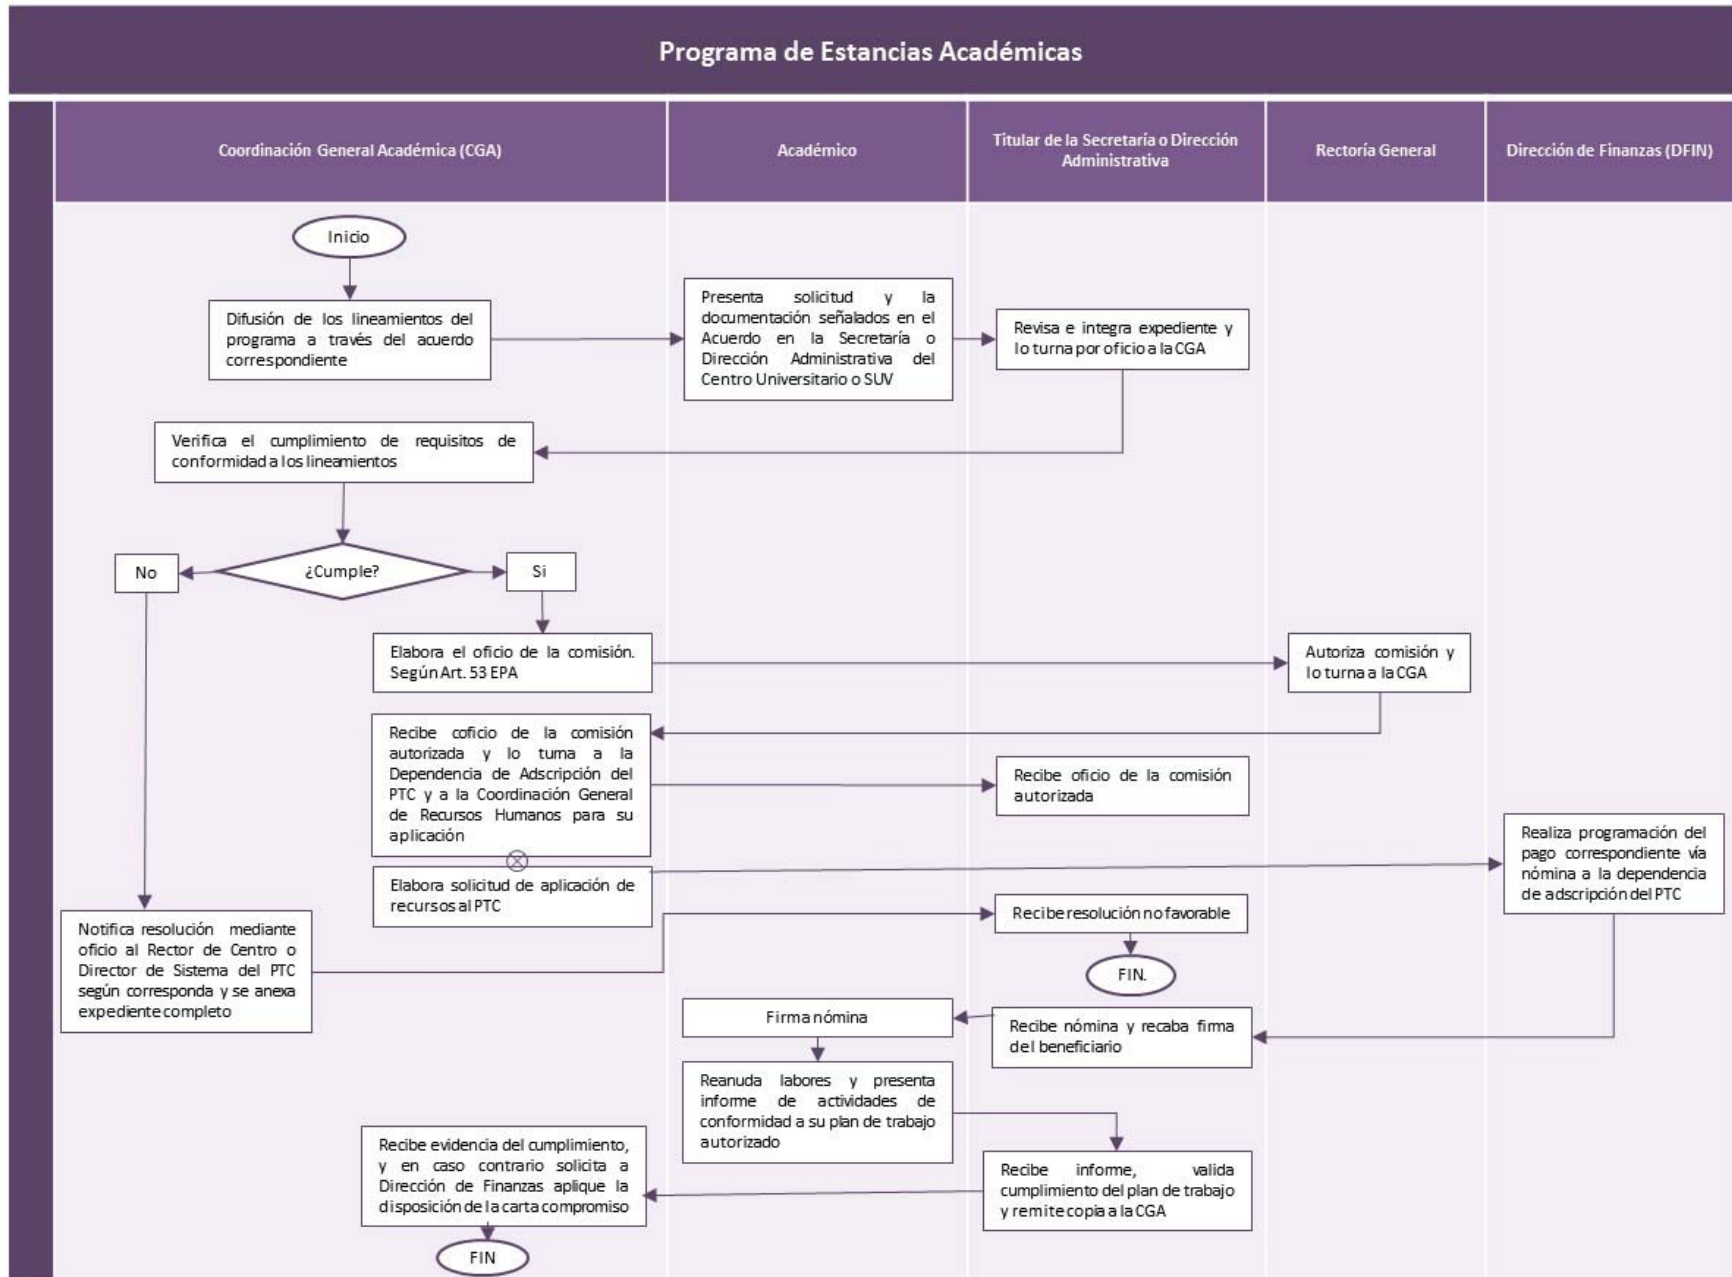 Programa de Estancias Académicas
Coordinación General Académica (CGA)
Académico
Titular de la Secretaría o Dirección
Administrativa
Rectoría General
Dirección de Finanzas (DFIN)
Inicio
Difusión de los lineamientos del
programa a través del acuerdo
correspondiente
Presenta solicitud y la
documentación señalados en el
Acuerdo en la Secretaría o
Dirección Administrativa del
Centro Universitario o SUV
Revisa e integra expediente y
lo turna por oficio a la CGA
Verifica el cumplimiento de requisitos de
conformidad a los lineamientos
No
¿Cumple?
Si
Elabora el oficio de la comisión.
Según Art. 53 EPA
Autoriza comisión y
lo turna a la CGA
Recibe coficio de la comisión
autorizada y lo turna a la
Dependencia de Adscripción del
PTC y a la Coordinación General
de Recursos Humanos para su
aplicación
Recibe oficio de la comisión
autorizada
Realiza programación del
pago correspondiente vía
nómina a la dependencia
de adscripción del PTC
Elabora solicitud de aplicación de
recursos al PTC
Recibe resolución no favorable
Notifica resolución mediante
oficio al Rector de Centro o
Director de Sistema del PTC
según corresponda y se anexa
expediente completo
FIN.
Firma nómina
Recibe nómina y recaba firma
del beneficiario
Reanuda labores y presenta
informe de actividades de
conformidad a su plan de trabajo
autorizado
Recibe evidencia del cumplimiento,
y en caso contrario solicita a
Dirección de Finanzas aplique la
disposición de la carta compromiso
Recibe informe, valida
cumplimiento del plan de trabajo
y remite copia a la CGA
FIN